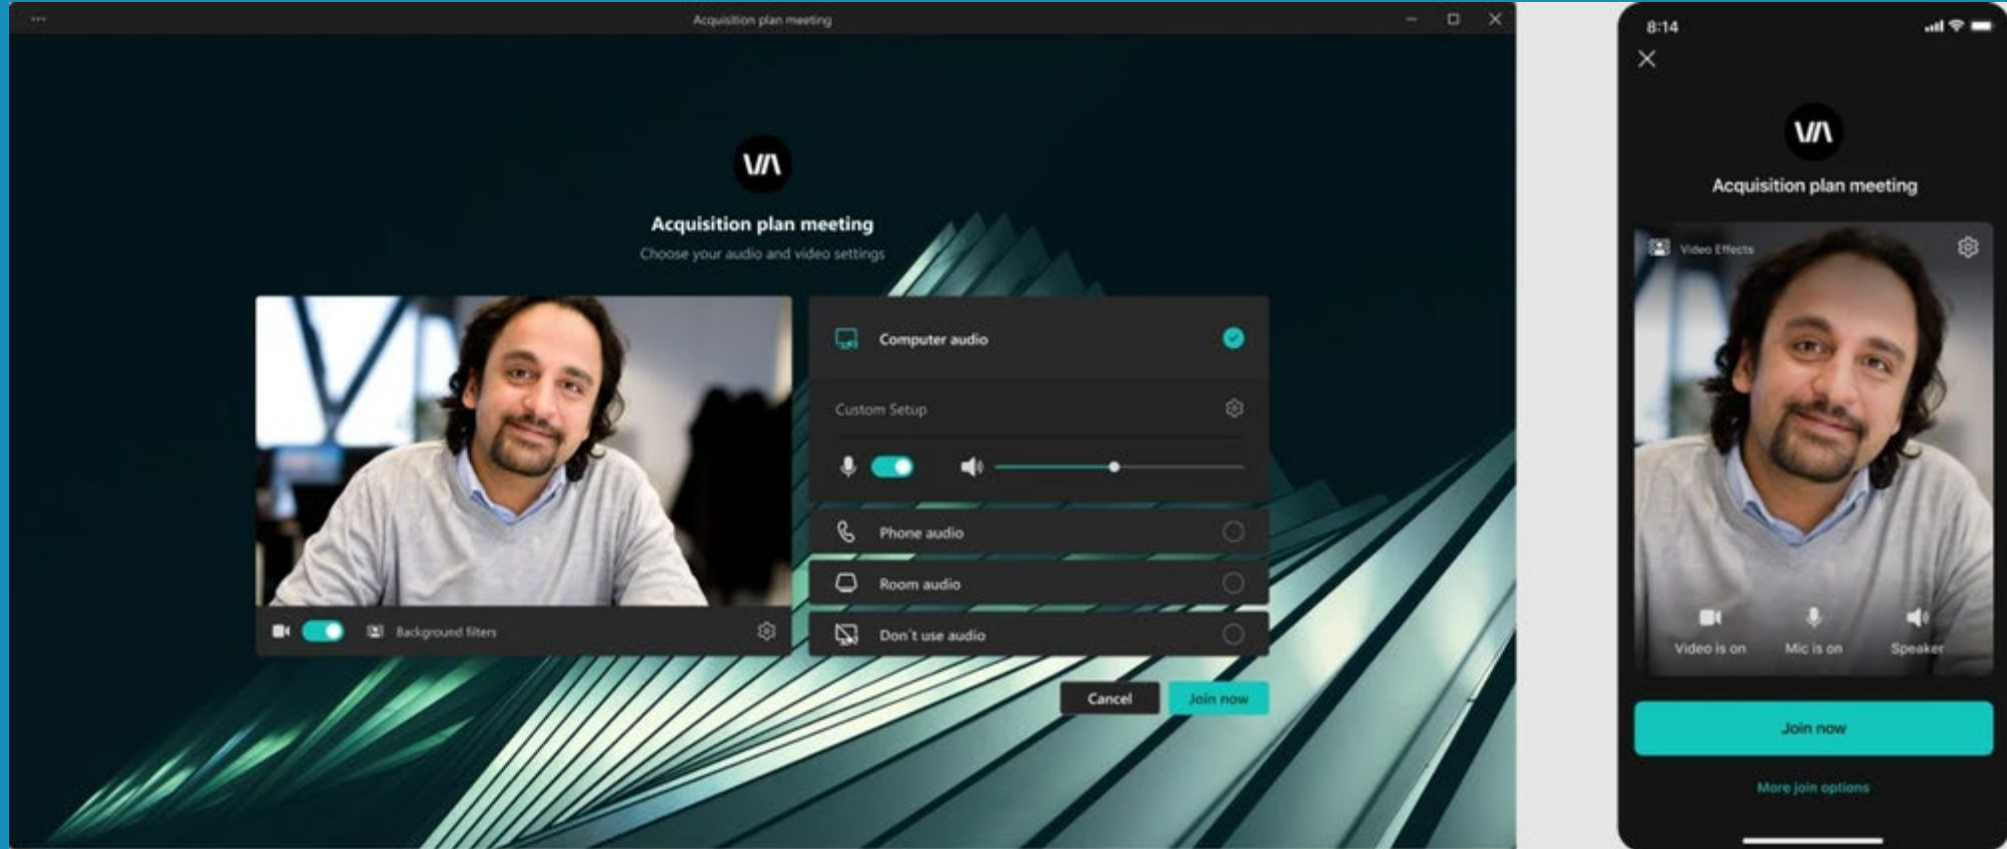 Acquisition plan meeting
VA
Acquisition plan meeting
Choose your audio and video settings
Computer audio
Custom Setup
Phone audio
Room audio
Don't use audio
Background filters
Cancel
Join now
8:14
VA
Acquisition plan meeting
Video Effects
Video is on
Mic is on
Speaker
Join now
More join options